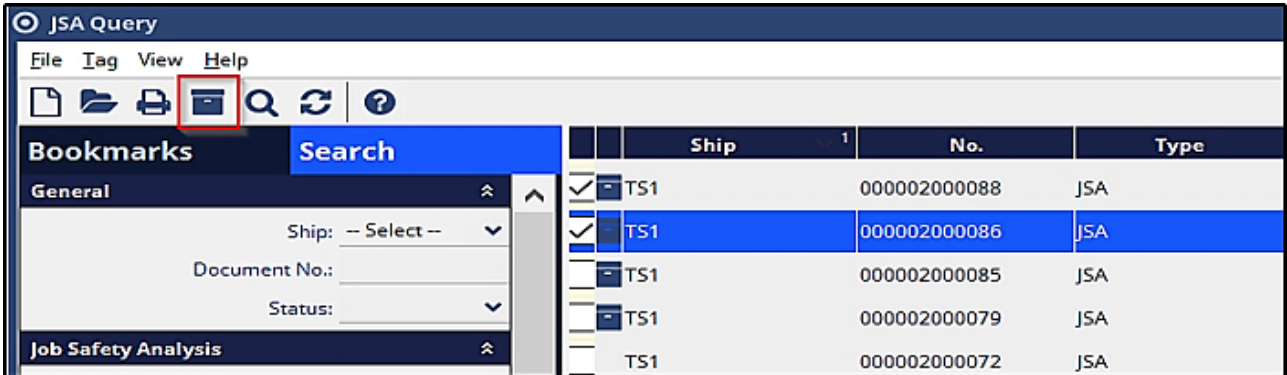 JSA Query
File Tag View Help
Bookmarks Search
General
Ship: -- Select --
Document No.:
Status:
Job Safety Analysis
Ship 1 No. Type
TS1 000002000088 JSA
TS1 000002000086 JSA
TS1 000002000085 JSA
TS1 000002000079 JSA
TS1 000002000072 JSA